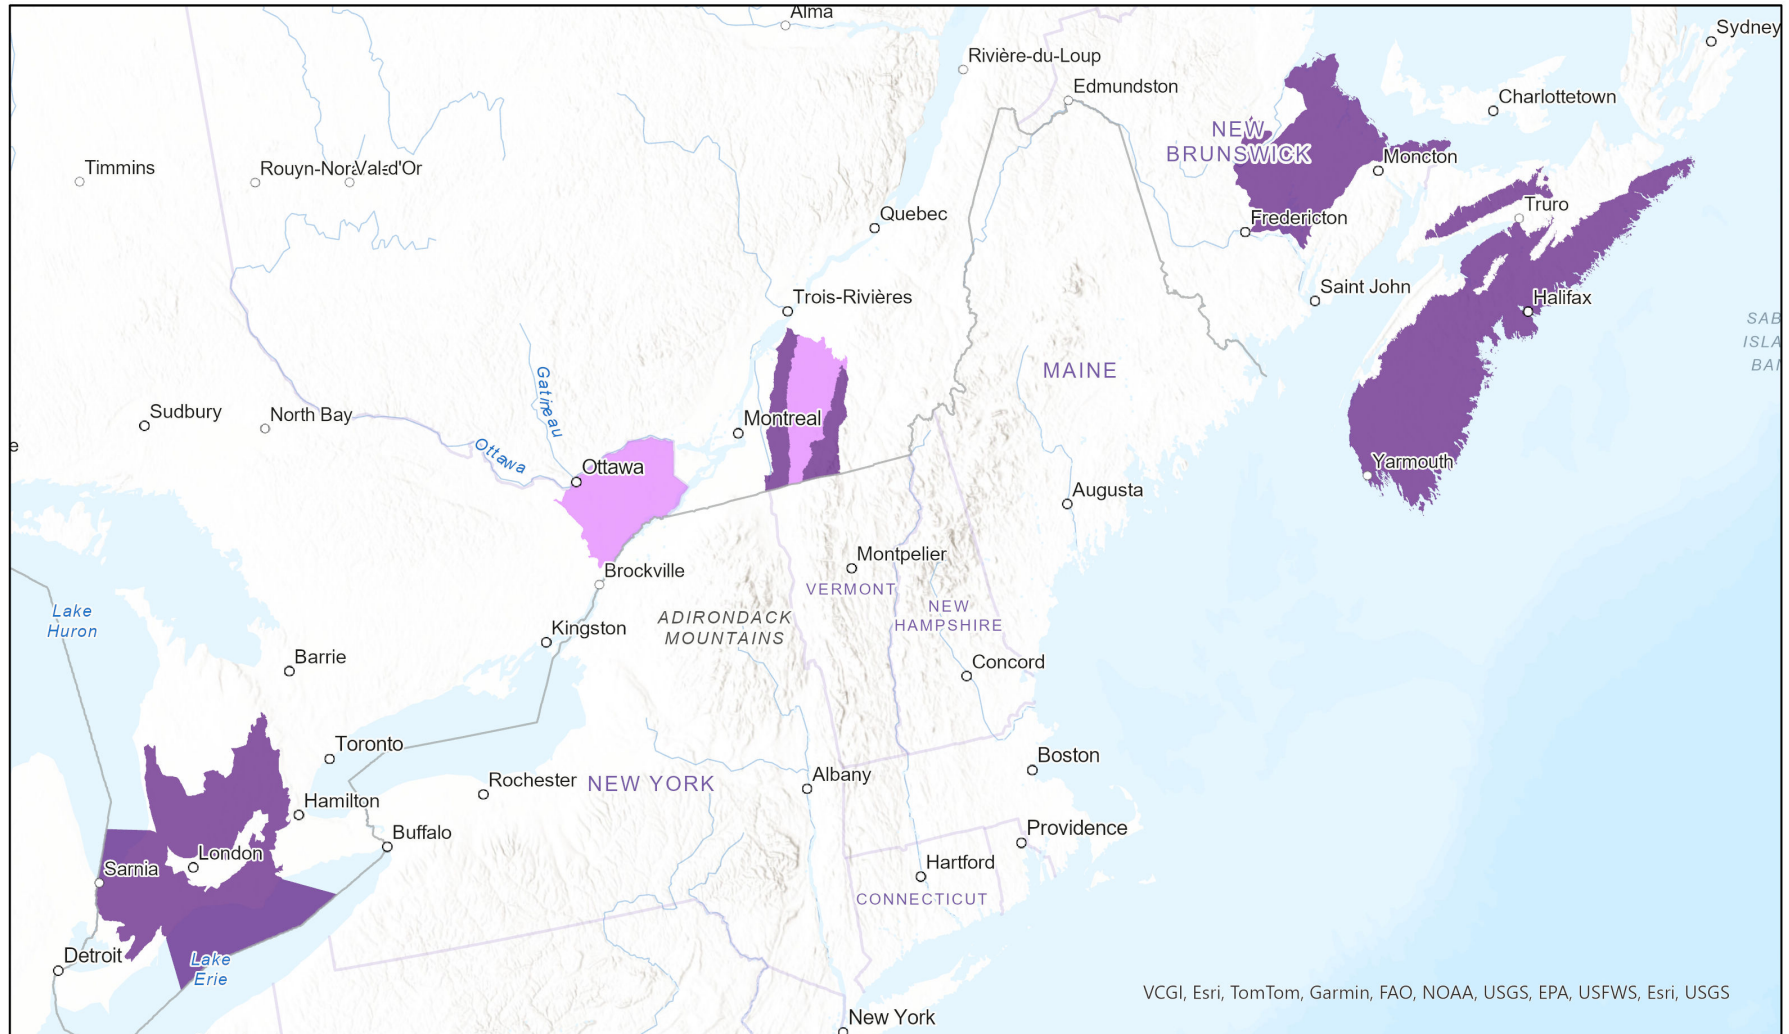 Alma
Sydney
Rivière-du-Loup
Edmundston
Charlottetown
NEW
BRUNSWICK
Moncton
Timmins
Rouyn-Nor
Val-d'Or
Quebec
Fredericton
Truro
Trois-Rivières
Saint John
Halifax
SAB
ISLA
BAN
MAINE
Gatineau
Sudbury
North Bay
Montreal
e
Ottawa
Ottawa
Yarmouth
Augusta
Montpelier
Brockville
VERMONT
Lake
Huron
NEW
HAMPSHIRE
ADIRONDACK
MOUNTAINS
Kingston
Barrie
Concord
Toronto
Boston
Rochester
NEW YORK
Albany
Hamilton
Buffalo
Providence
London
Sarnia
Hartford
CONNECTICUT
Detroit
Lake
Erie
VCGI, Esri, TomTom, Garmin, FAO, NOAA, USGS, EPA, USFWS, Esri, USGS
New York